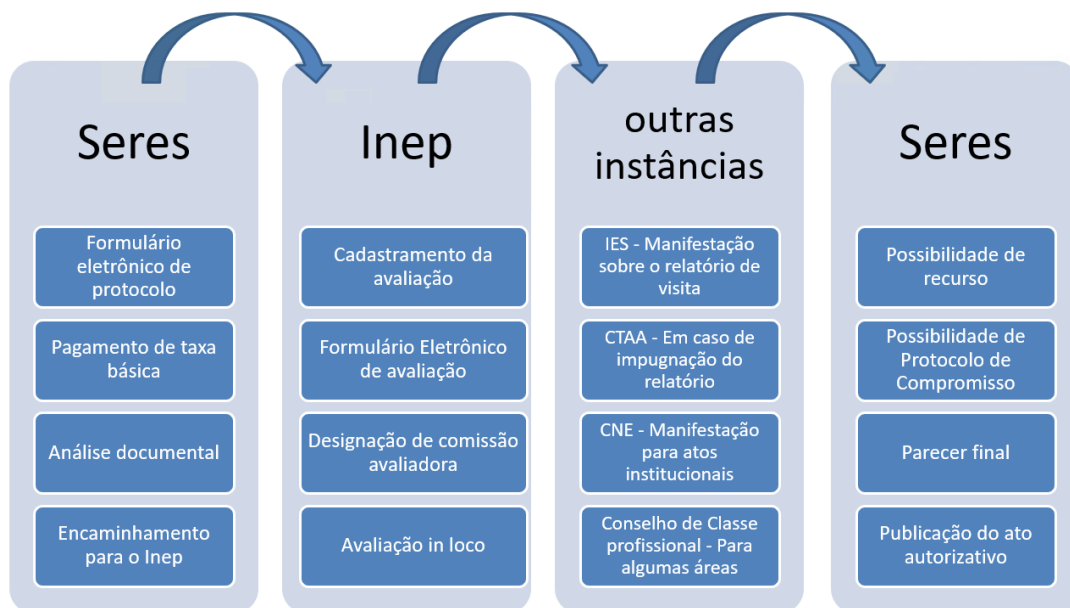 Seres
Formulário
eletrônico de
protocolo
Pagamento de taxa
básica
Análise documental
Encaminhamento
para o Inep
Inep
Cadastramento da
avaliação
Formulário Eletrônico
de avaliação
Designação de comissão
avaliadora
Avaliação in loco
outras
instâncias
IES - Manifestação
sobre o relatório de
visita
CTAA - Em caso de
impugnação do
relatório
CNE - Manifestação
para atos
institucionais
Conselho de Classe
profissional - Para
algumas áreas
Seres
Possibilidade de
recurso
Possibilidade de
Protocolo de
Compromisso
Parecer final
Publicação do ato
autorizativo